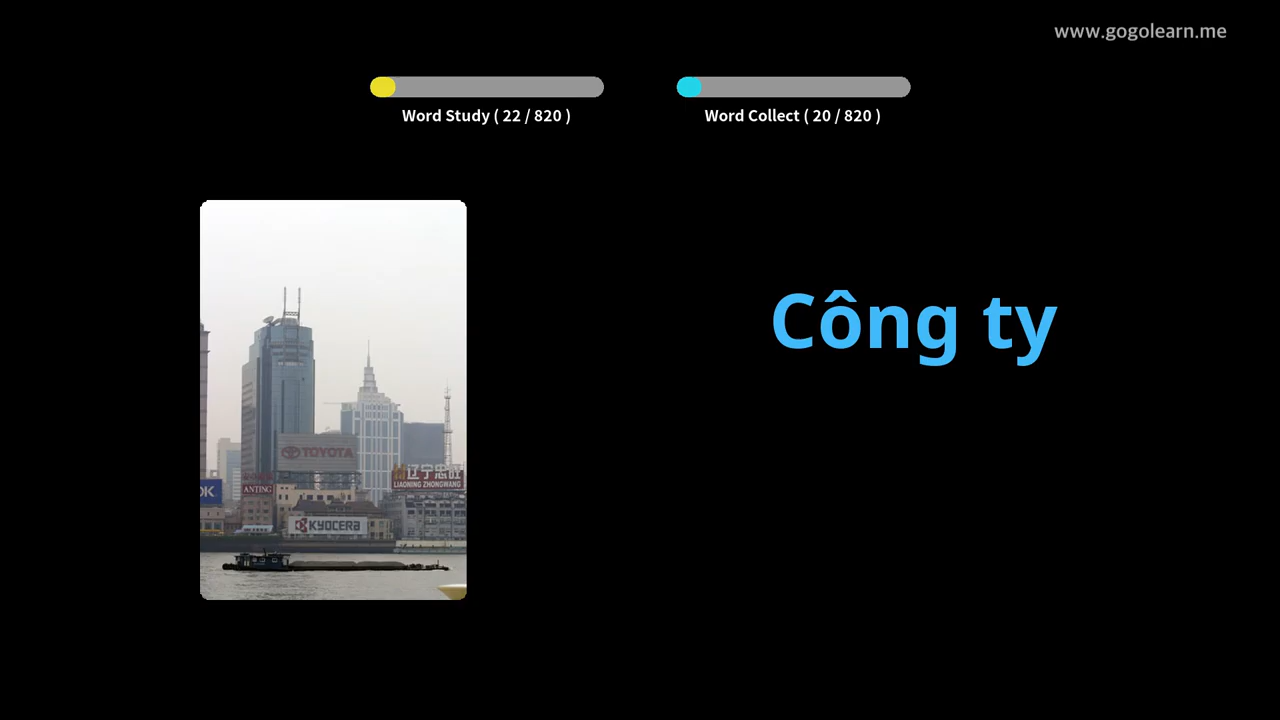 www.gogolearn.me
Word Study ( 22 / 820 )
Word Collect ( 20 / 820 )
Công ty
TOYOTA
辽宁忠旺
LIAONING ZHONGWANG
OK
ANTING
KYOCERA